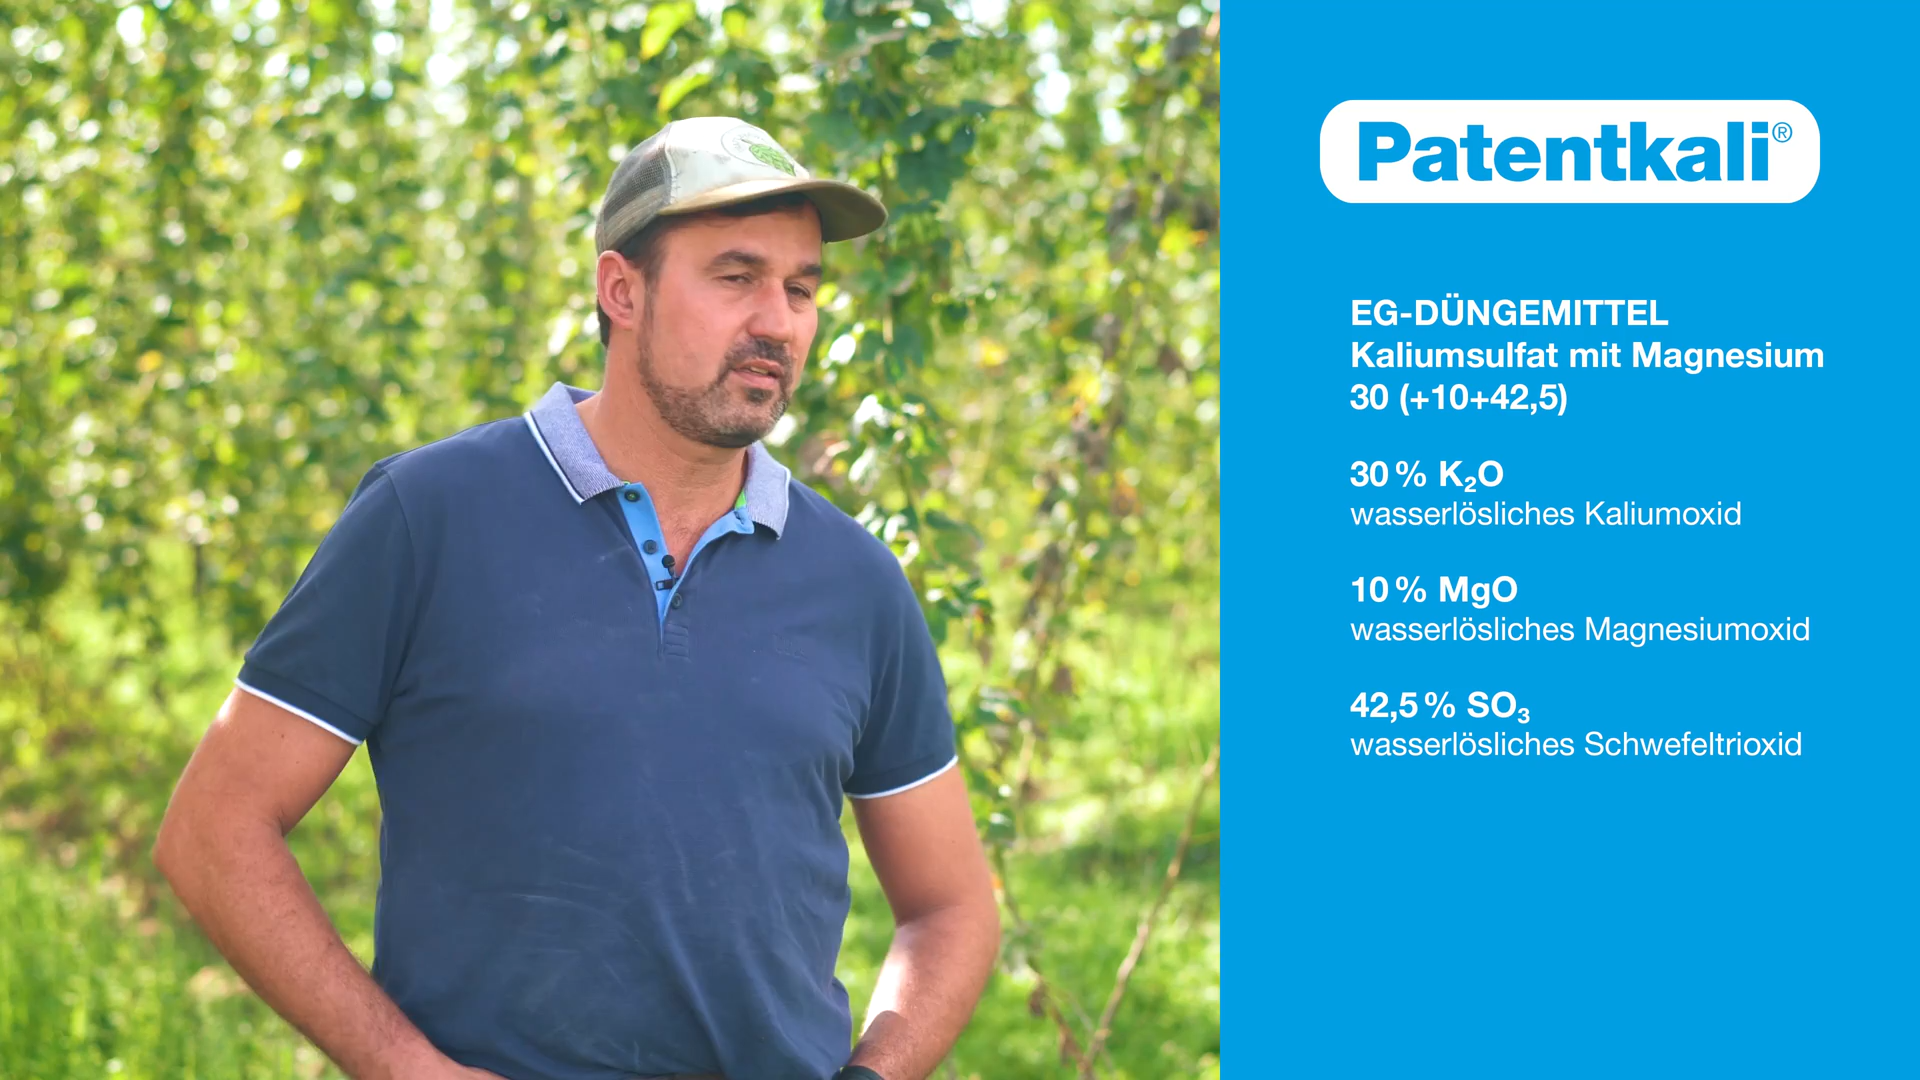 Patentkali®
EG-DÜNGEMITTEL
Kaliumsulfat mit Magnesium
30 (+10+42,5)
30 % K₂O
wasserlösliches Kaliumoxid
10 % MgO
wasserlösliches Magnesiumoxid
42,5 % SO₃
wasserlösliches Schwefeltrioxid